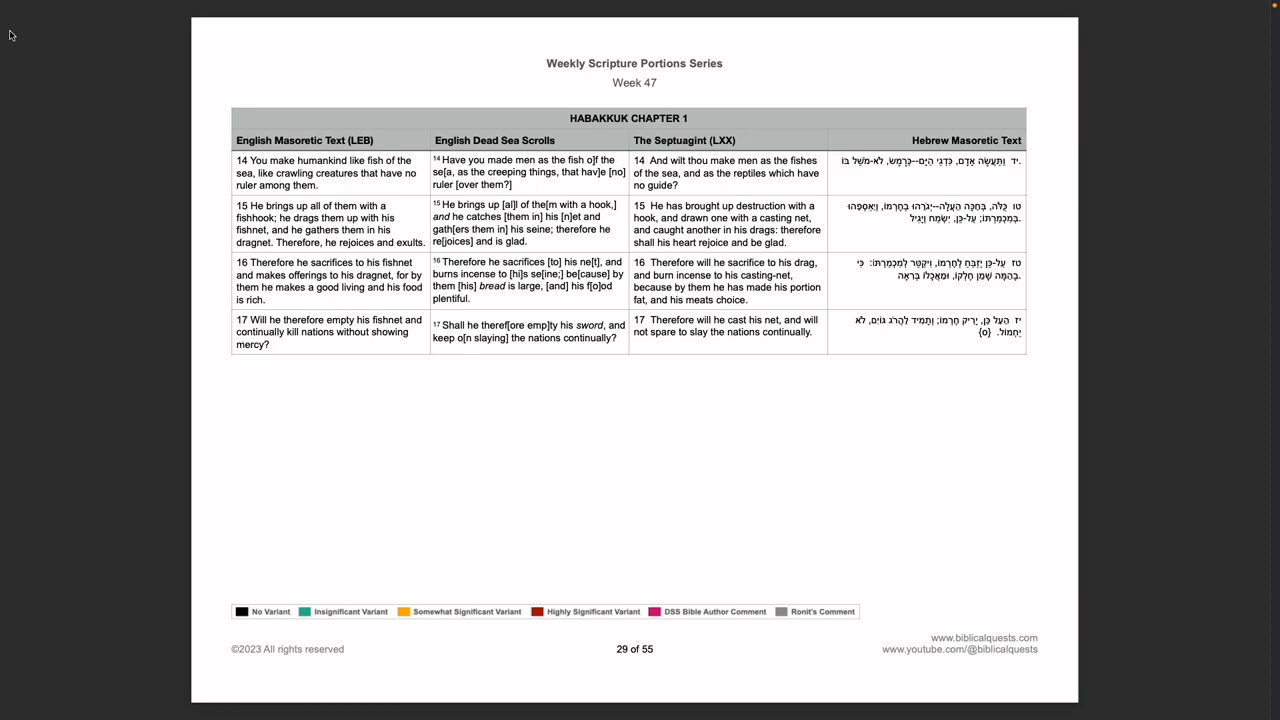 Weekly Scripture Portions Series
Week 47
HABAKKUK CHAPTER 1
English Masoretic Text (LEB)
English Dead Sea Scrolls
The Septuagint (LXX)
Hebrew Masoretic Text
14 You make humankind like fish of the
sea, like crawling creatures that have no
ruler among them.
14 Have you made men as the fish o]f the
se[a, as the creeping things, that hav]e [no]
ruler [over them?]
14 And wilt thou make men as the fishes
of the sea, and as the reptiles which have
no guide?
יד וַתַּעֲשֶׂה אָדָם, כִּדְגֵי הַיָּם--כְּרֶמֶשׂ, לֹא-מֹשֵׁל בּוֹ.
15 He brings up all of them with a
fishhook; he drags them up with his
fishnet, and he gathers them in his
dragnet. Therefore, he rejoices and exults.
15 He brings up [al]l of the[m with a hook,]
and he catches [them in] his [n]et and
gath[ers them in] his seine; therefore he
re[joices] and is glad.
15 He has brought up destruction with a
hook, and drawn one with a casting net,
and caught another in his drags: therefore
shall his heart rejoice and be glad.
טו כֻּלֹּה, בְּחַכָּה הֵעֲלָה--יְגֹרֵהוּ בְחֶרְמוֹ, וְיַאַסְפֵהוּ
בְּמִכְמַרְתּוֹ; עַל-כֵּן, יִשְׂמַח וְיָגִיל.
16 Therefore he sacrifices to his fishnet
and makes offerings to his dragnet, for by
them he makes a good living and his food
is rich.
16 Therefore he sacrifices [to] his ne[t], and
burns incense to [hi]s se[ine;] be[cause] by
them [his] bread is large, [and] his f[o]od
plentiful.
16 Therefore will he sacrifice to his drag,
and burn incense to his casting-net,
because by them he has made his portion
fat, and his meats choice.
טז עַל-כֵּן יְזַבֵּחַ לְחֶרְמוֹ, וִיקַטֵּר לְמִכְמַרְתּוֹ: כִּי
בָהֵמָּה שָׁמֵן חֶלְקוֹ, וּמַאֲכָלוֹ בְּרִאָה.
17 Will he therefore empty his fishnet and
continually kill nations without showing
mercy?
17 Shall he theref[ore emp]ty his sword, and
keep o[n slaying] the nations continually?
17 Therefore will he cast his net, and will
not spare to slay the nations continually.
יז הַעַל כֵּן, יָרִיק חֶרְמוֹ; וְתָמִיד לַהֲרֹג גּוֹיִם, לֹא
יַחְמוֹל. {ס}
No Variant Insignificant Variant Somewhat Significant Variant Highly Significant Variant DSS Bible Author Comment Ronit's Comment
www.biblicalquests.com
©2023 All rights reserved
29 of 55
www.youtube.com/@biblicalquests